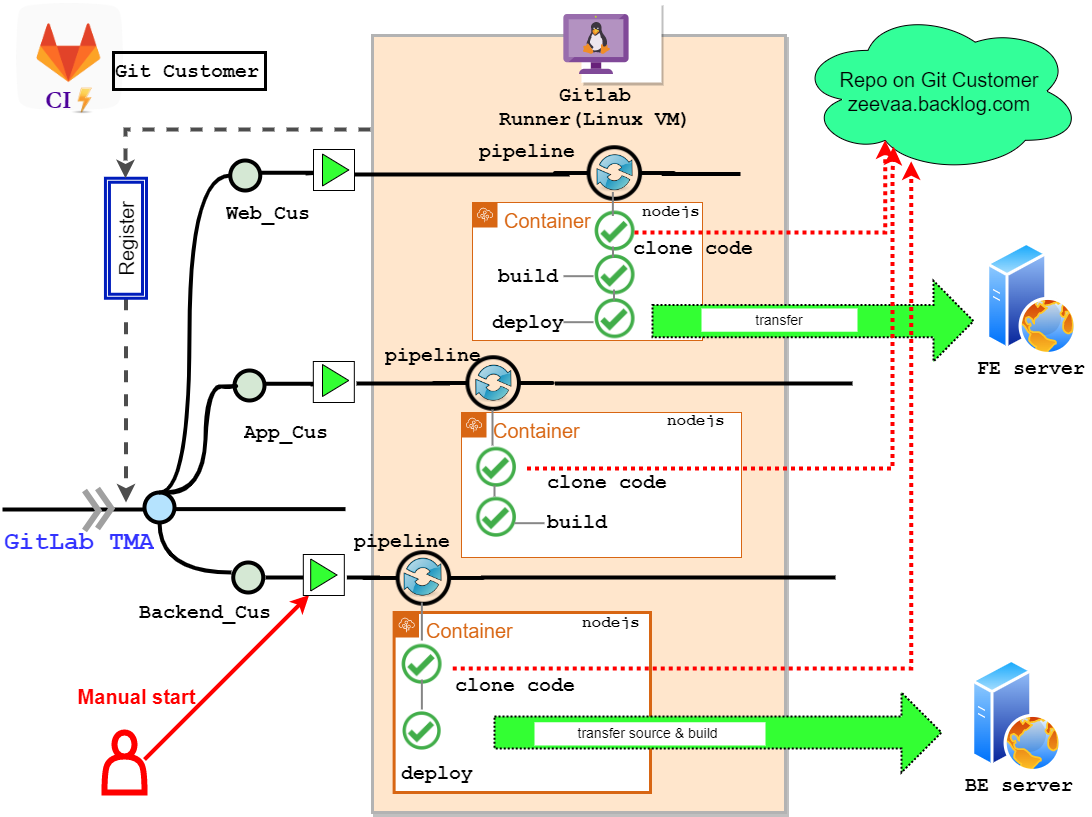 CI
Git Customer
Gitlab
Runner(Linux VM)
Repo on Git Customer
zeevaa.backlog.com
pipeline
Web_Cus
Register
Container
nodejs
clone code
build
deploy
transfer
FE server
pipeline
App_Cus
Container
nodejs
clone code
build
GitLab TMA
pipeline
Backend_Cus
Container
nodejs
clone code
Manual start
transfer source & build
deploy
BE server